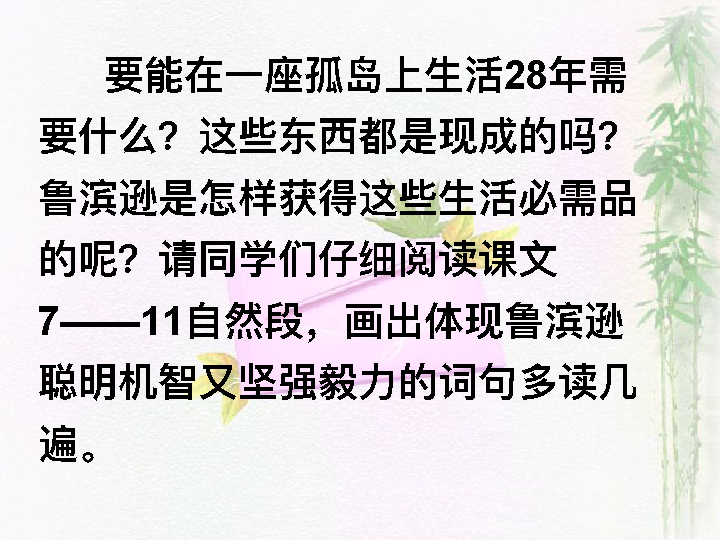 要能在一座孤岛上生活28年需
要什么？这些东西都是现成的吗？
鲁滨逊是怎样获得这些生活必需品
的呢？请同学们仔细阅读课文
7——11自然段，画出体现鲁滨逊
聪明机智又坚强毅力的词句多读几
遍。